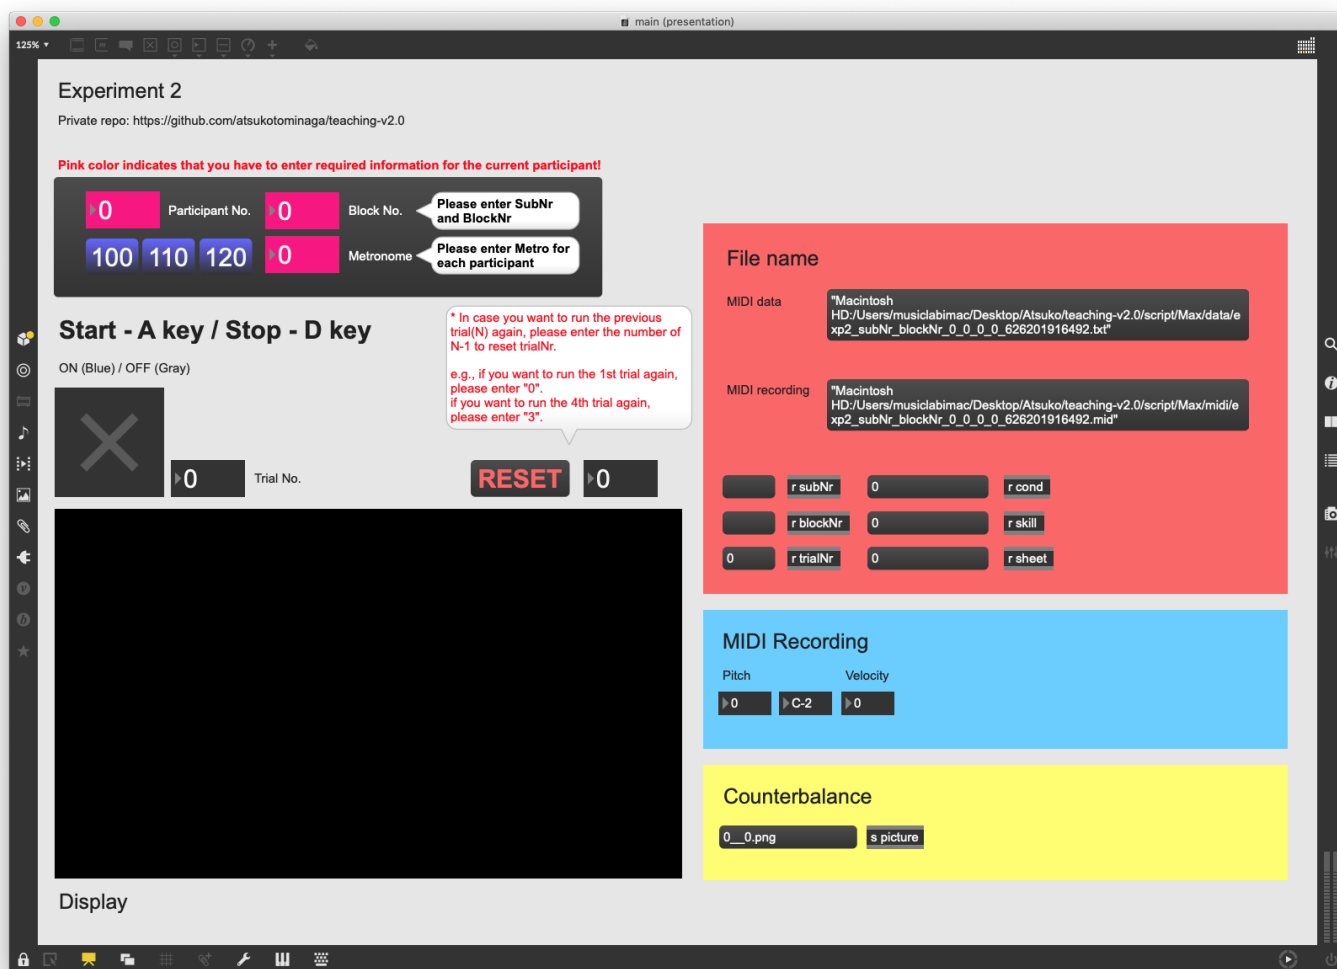 main (presentation)
125%
Experiment 2
Private repo: https://github.com/atsukotominaga/teaching-v2.0
Pink color indicates that you have to enter required information for the current participant!
0 Participant No. 0 Block No.
Please enter SubNr
and BlockNr
100 110 120 0 Metronome
Please enter Metro for
each participant
Start - A key / Stop - D key
ON (Blue) / OFF (Gray)
* In case you want to run the previous
trial(N) again, please enter the number of
N-1 to reset trialNr.
e.g., if you want to run the 1st trial again,
please enter "0".
if you want to run the 4th trial again,
please enter "3".
0 Trial No.
RESET 0
Display
File name
MIDI data
"Macintosh
HD:/Users/musiclabimac/Desktop/Atsuko/teaching-v2.0/script/Max/data/e
xp2_subNr_blockNr_0_0_0_0_626201916492.txt"
MIDI recording
"Macintosh
HD:/Users/musiclabimac/Desktop/Atsuko/teaching-v2.0/script/Max/midi/e
xp2_subNr_blockNr_0_0_0_0_626201916492.mid"
r subNr 0 r cond
r blockNr 0 r skill
0 r trialNr 0 r sheet
MIDI Recording
Pitch Velocity
0 C-2 0
Counterbalance
0__0.png s picture